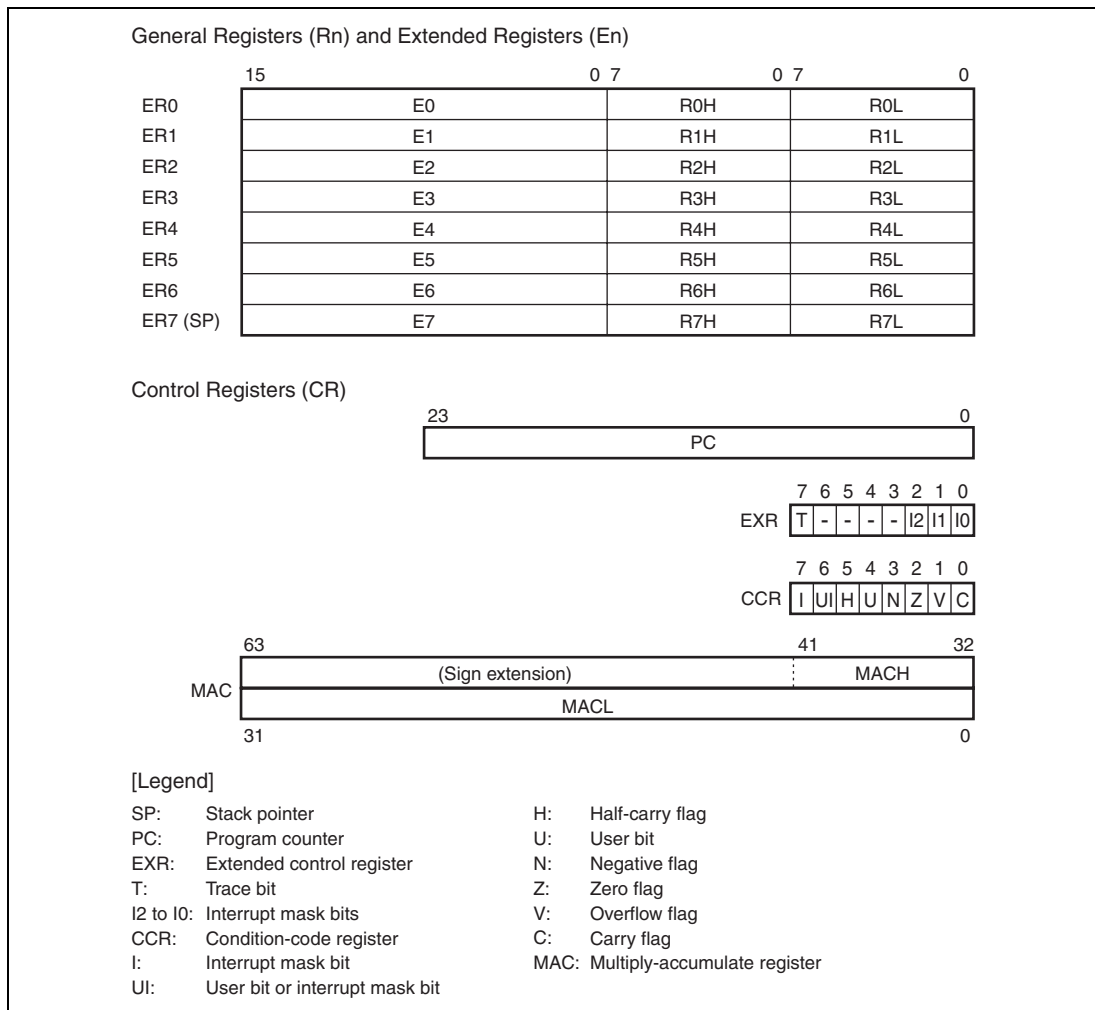 General Registers (Rn) and Extended Registers (En)
15 0 7 0 7 0
ER0 E0 R0H R0L
ER1 E1 R1H R1L
ER2 E2 R2H R2L
ER3 E3 R3H R3L
ER4 E4 R4H R4L
ER5 E5 R5H R5L
ER6 E6 R6H R6L
ER7 (SP) E7 R7H R7L
Control Registers (CR)
23 0
PC
7 6 5 4 3 2 1 0
EXR T - - - - I2 I1 I0
7 6 5 4 3 2 1 0
CCR I UI H U N Z V C
63 41 32
(Sign extension) MACH
MAC
MACL
31 0
[Legend]
SP: Stack pointer
PC: Program counter
EXR: Extended control register
T: Trace bit
I2 to I0: Interrupt mask bits
CCR: Condition-code register
I: Interrupt mask bit
UI: User bit or interrupt mask bit
H: Half-carry flag
U: User bit
N: Negative flag
Z: Zero flag
V: Overflow flag
C: Carry flag
MAC: Multiply-accumulate register